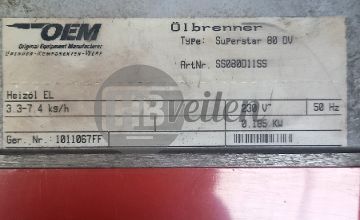 OEM
Original Equipment Manufacturer
BRENNER-KOMPONENTEN-WERK
Ölbrenner
Type: Superstar 80 DV
ArtNr. SS080D11SS
Heizöl EL
3.3-7.4 kg/h
230 V~ 50 Hz
0.185 KW
Ger. Nr.: 1011067FF
veilen